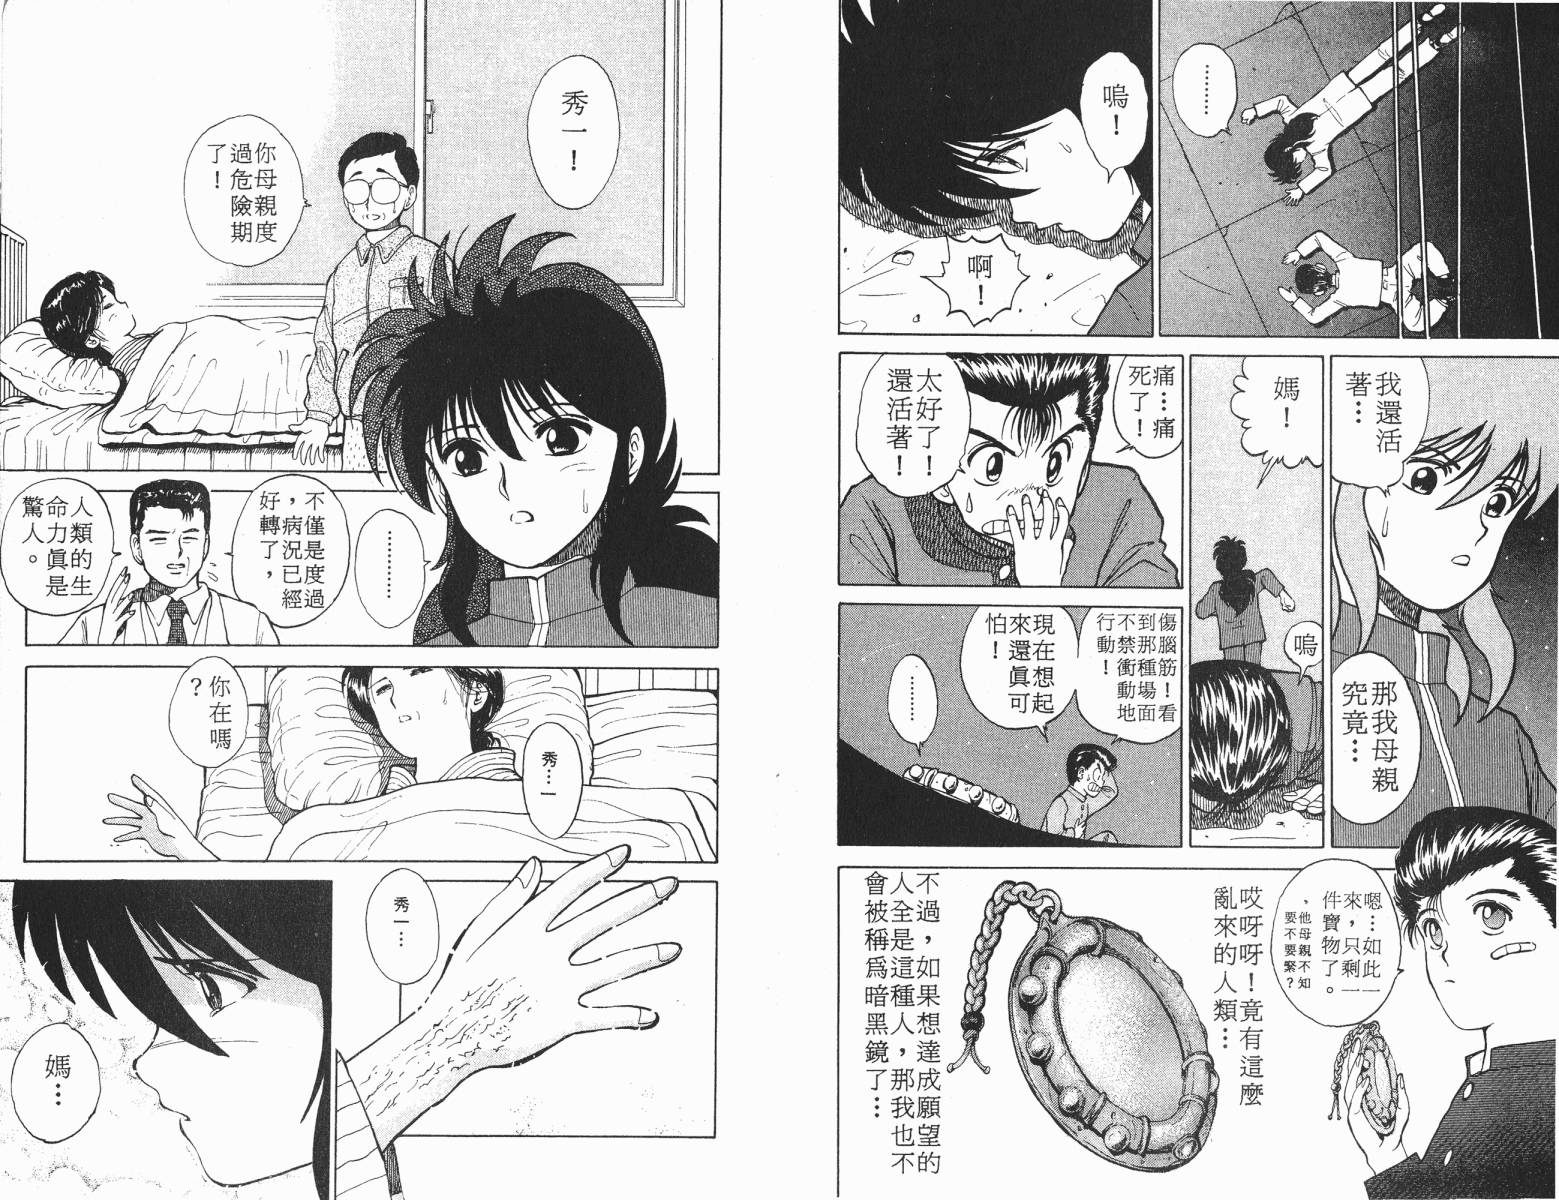 ………
嗚！
啊！
我還活
著…
那我母親
究竟…
媽！
嗚
痛…痛
死了！
太好了！
還活著！
傷腦筋！看
到那種場面
不禁衝動地
行動！
現在想起
來還眞可
怕！
………
嗯…如此一
來，只剩一
件寶物了。
，他母親不知
要不要緊？
哎呀呀！竟有這麼
亂來的人類…
不過，如果想達成願望的
人全是這種人，那我也不
會被稱爲暗黑鏡了…
秀一！
你母親度
過危險期
了！
………
不僅是度過
，病況已經
好轉了，
人類的生
命力眞是
驚人。
秀…一
你在嗎
？
秀一…
媽…